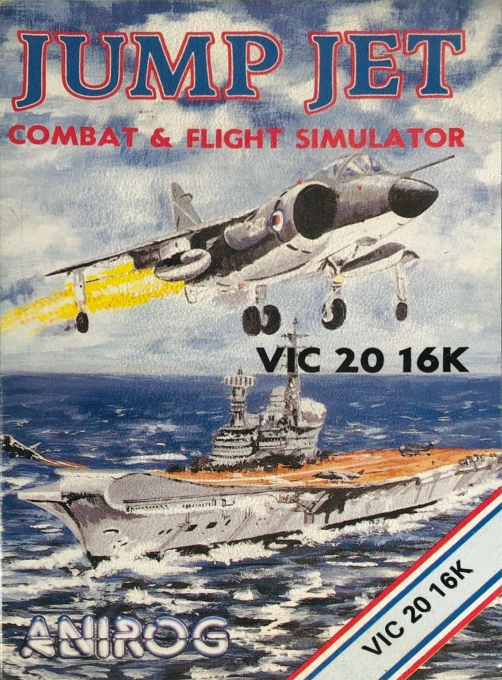 JUMP JET
COMBAT & FLIGHT SIMULATOR
VIC 20 16K
ANIROG
VIC 20 16K